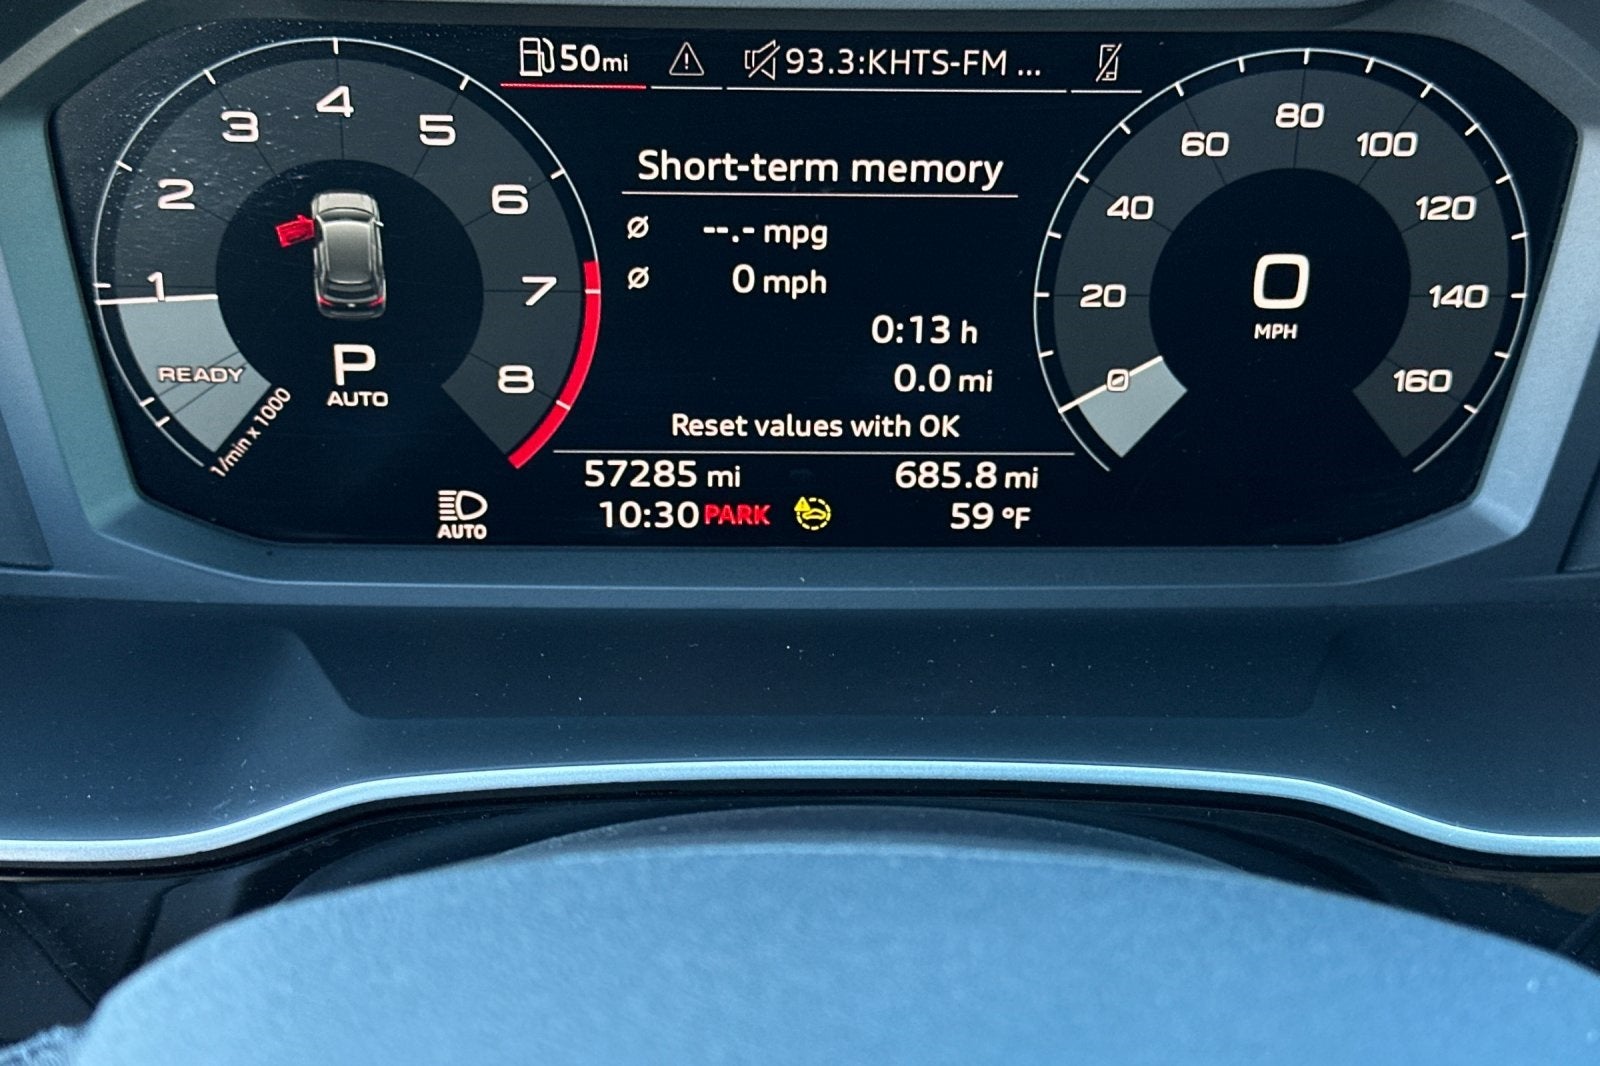 50mi
93.3:KHTS-FM ...
Short-term memory
Ø --.- mpg
Ø 0 mph
0:13 h
0.0 mi
Reset values with OK
57285 mi 685.8 mi
10:30 PARK 59 °F
1 2 3 4 5 6 7 8
READY
1/min x 1000
P
AUTO
AUTO
0 20 40 60 80 100 120 140 160
0
MPH